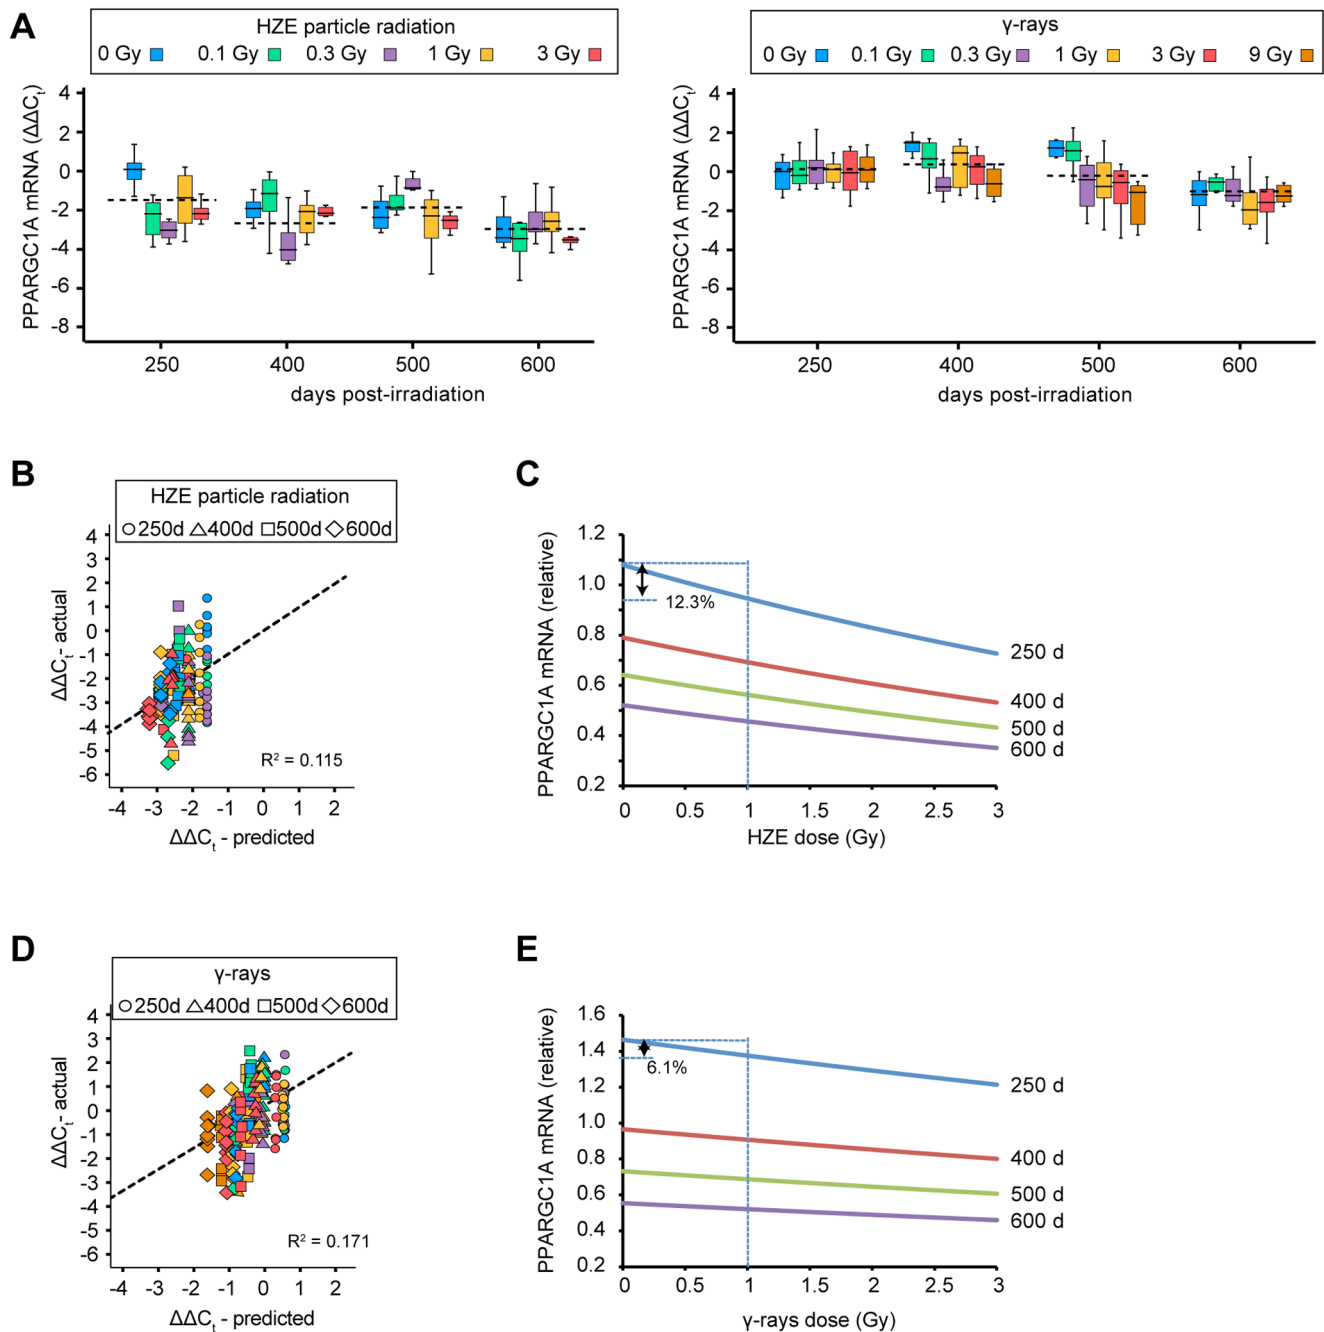 A
HZE particle radiation
0 Gy 0.1 Gy 0.3 Gy 1 Gy 3 Gy
PPARGC1A mRNA (ΔΔCt)
4
2
0
-2
-4
-6
-8
250 400 500 600
days post-irradiation
γ-rays
0 Gy 0.1 Gy 0.3 Gy 1 Gy 3 Gy 9 Gy
PPARGC1A mRNA (ΔΔCt)
4
2
0
-2
-4
-6
-8
250 400 500 600
days post-irradiation
B
HZE particle radiation
250d 400d 500d 600d
ΔΔCt - actual
4
3
2
1
0
-1
-2
-3
-4
-5
-6
R² = 0.115
-4 -3 -2 -1 0 1 2
ΔΔCt - predicted
C
PPARGC1A mRNA (relative)
1.2
1.0
0.8
0.6
0.4
0.2
12.3%
250 d
400 d
500 d
600 d
0 0.5 1 1.5 2 2.5 3
HZE dose (Gy)
D
γ-rays
250d 400d 500d 600d
ΔΔCt - actual
4
3
2
1
0
-1
-2
-3
-4
-5
-6
R² = 0.171
-4 -3 -2 -1 0 1 2
ΔΔCt - predicted
E
PPARGC1A mRNA (relative)
1.6
1.4
1.2
1.0
0.8
0.6
0.4
0.2
6.1%
250 d
400 d
500 d
600 d
0 0.5 1 1.5 2 2.5 3
γ-rays dose (Gy)